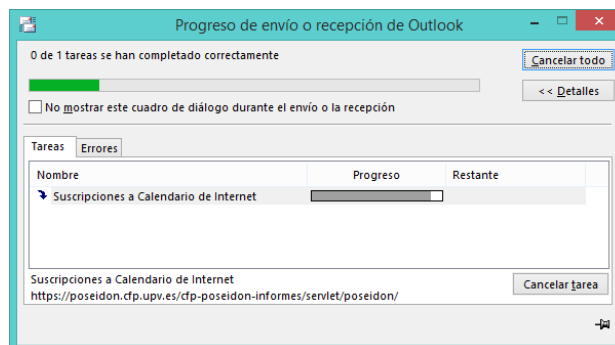 Progreso de envío o recepción de Outlook
0 de 1 tareas se han completado correctamente
Cancelar todo
<< Detalles
No mostrar este cuadro de diálogo durante el envío o la recepción
Tareas Errores
Nombre Progreso Restante
Suscripciones a Calendario de Internet
Suscripciones a Calendario de Internet
https://poseidon.cfp.upv.es/cfp-poseidon-informes/servlet/poseidon/
Cancelar tarea